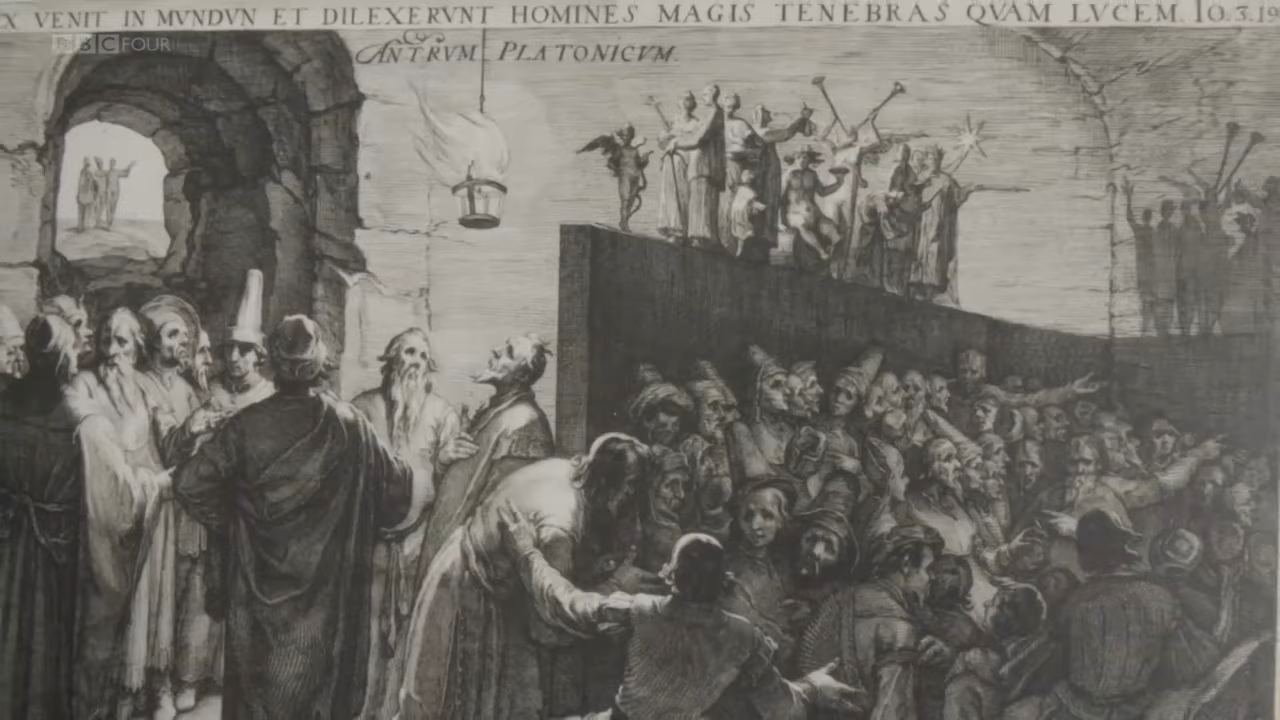 X VENIT IN MVNDVN ET DILEXERVNT HOMINES MAGIS TENEBRAS QVAM LVCEM. IO. 3. 19
BBC FOUR
ANTRVM PLATONICVM.